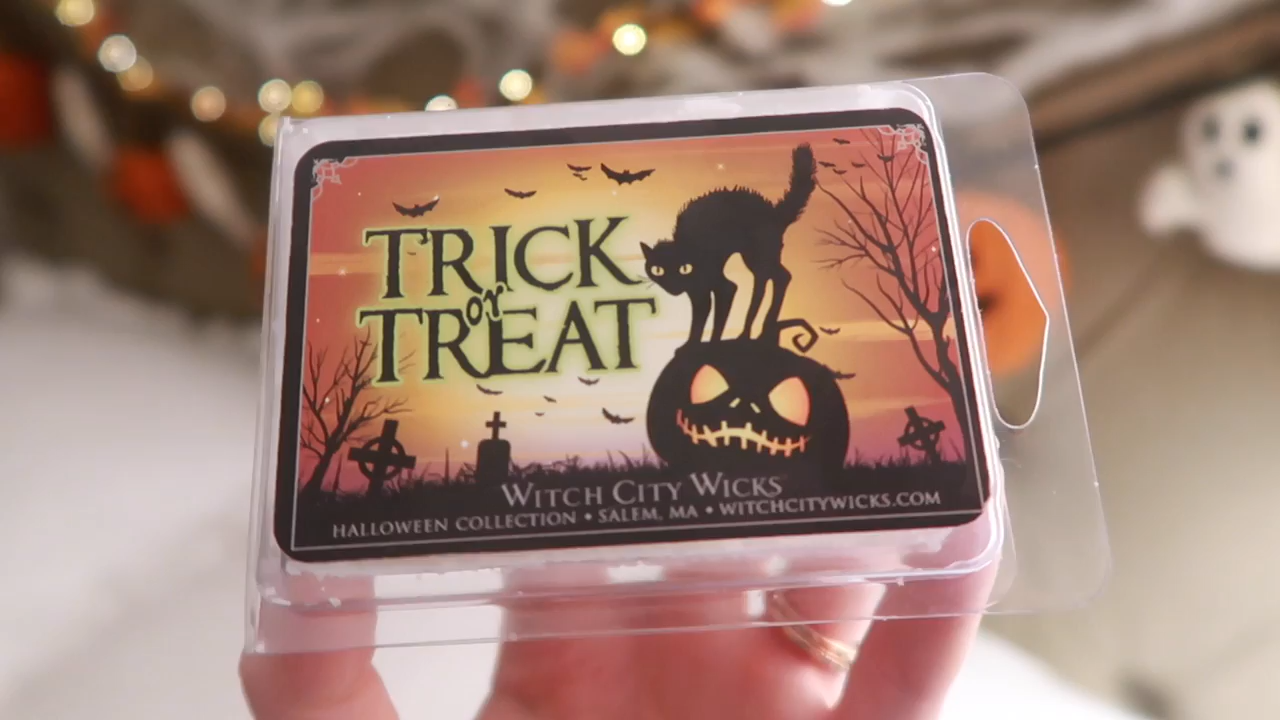 TRICK
or
TREAT
WITCH CITY WICKS
HALLOWEEN COLLECTION • SALEM, MA • WITCHCITYWICKS.COM